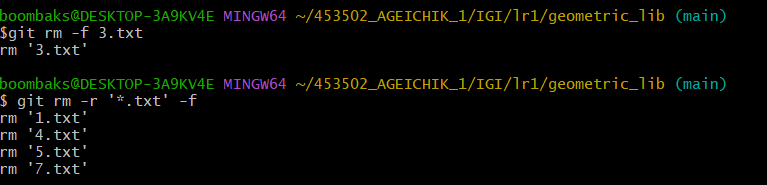 boombaks@DESKTOP-3A9KV4E MINGW64 ~/453502_AGEICHIK_1/IGI/lr1/geometric_lib (main)
$git rm -f 3.txt
rm '3.txt'
boombaks@DESKTOP-3A9KV4E MINGW64 ~/453502_AGEICHIK_1/IGI/lr1/geometric_lib (main)
$ git rm -r '*.txt' -f
rm '1.txt'
rm '4.txt'
rm '5.txt'
rm '7.txt'